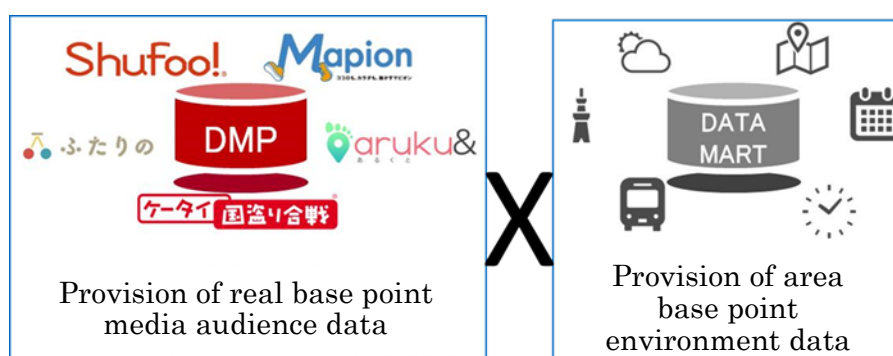 Shufoo!
Mapion
ココロも、カラダも、動かすマピオン
ふたりの
DMP
aruku&
あるくと
ケータイ国盗り合戦
Provision of real base point
media audience data
X
DATA
MART
Provision of area
base point
environment data